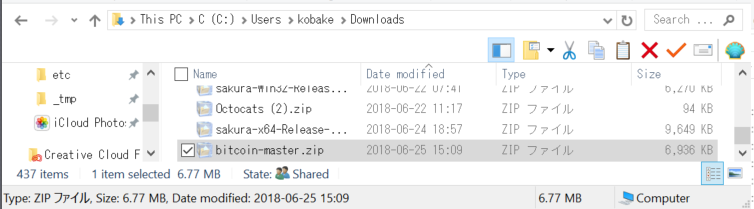 This PC > C (C:) > Users > kobake > Downloads
Search ...
Name Date modified Type Size
etc
sakura-Win32-Releas... 2018-06-22 07:41 ZIP ファイル 6,270 KB
_tmp
Octocats (2).zip 2018-06-22 11:17 ZIP ファイル 94 KB
iCloud Photos
sakura-x64-Release-... 2018-06-24 18:57 ZIP ファイル 9,649 KB
Creative Cloud F
bitcoin-master.zip 2018-06-25 15:09 ZIP ファイル 6,936 KB
437 items 1 item selected 6.77 MB State: Shared
Type: ZIP ファイル, Size: 6.77 MB, Date modified: 2018-06-25 15:09 6.77 MB Computer